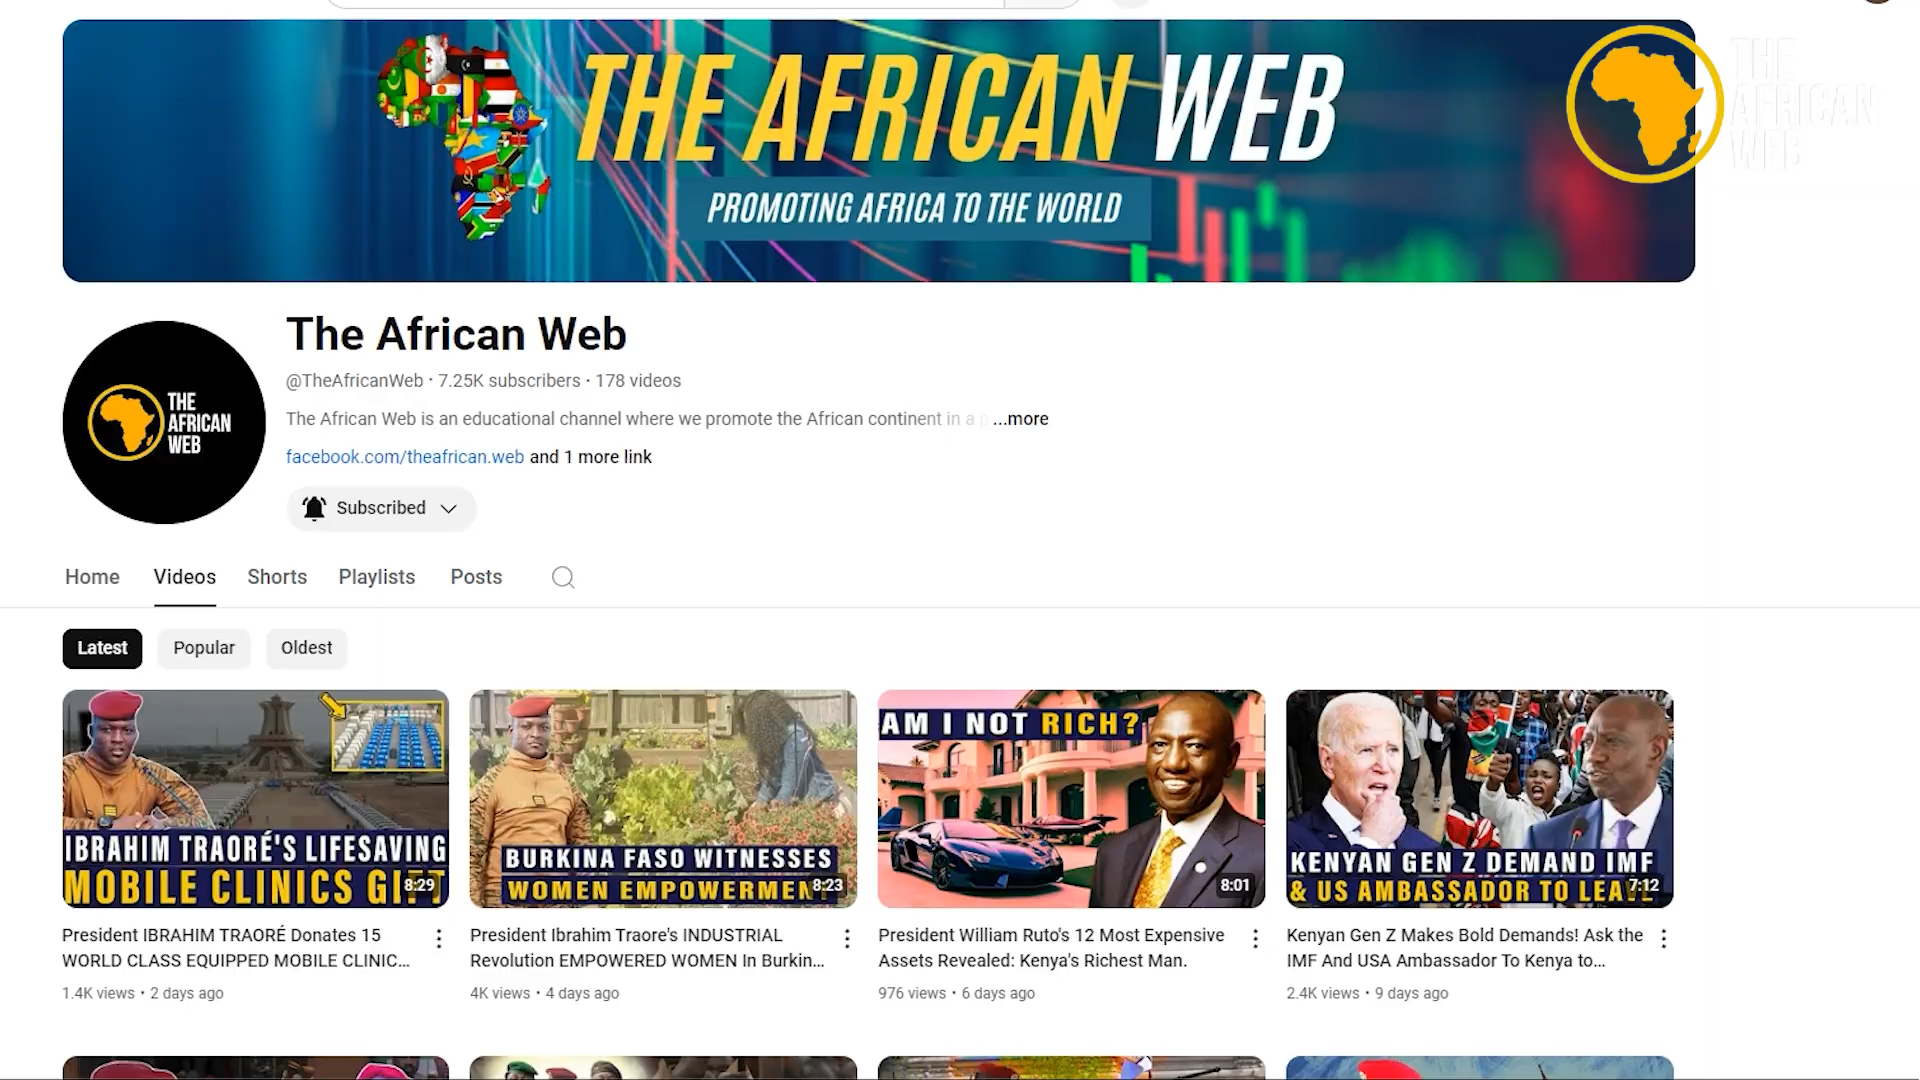 THE AFRICAN WEB
PROMOTING AFRICA TO THE WORLD
THE
AFRICAN
WEB
THE
AFRICAN
WEB
The African Web
@TheAfricanWeb · 7.25K subscribers · 178 videos
The African Web is an educational channel where we promote the African continent in a p ...more
facebook.com/theafrican.web and 1 more link
Subscribed
Home Videos Shorts Playlists Posts
Latest Popular Oldest
IBRAHIM TRAORÉ'S LIFESAVING
MOBILE CLINICS GIFT
8:29
BURKINA FASO WITNESSES
WOMEN EMPOWERMENT
8:23
AM I NOT RICH?
8:01
KENYAN GEN Z DEMAND IMF
& US AMBASSADOR TO LEAVE
7:12
President IBRAHIM TRAORÉ Donates 15
WORLD CLASS EQUIPPED MOBILE CLINIC...
1.4K views · 2 days ago
President Ibrahim Traore's INDUSTRIAL
Revolution EMPOWERED WOMEN In Burkin...
4K views · 4 days ago
President William Ruto's 12 Most Expensive
Assets Revealed: Kenya's Richest Man.
976 views · 6 days ago
Kenyan Gen Z Makes Bold Demands! Ask the
IMF And USA Ambassador To Kenya to...
2.4K views · 9 days ago